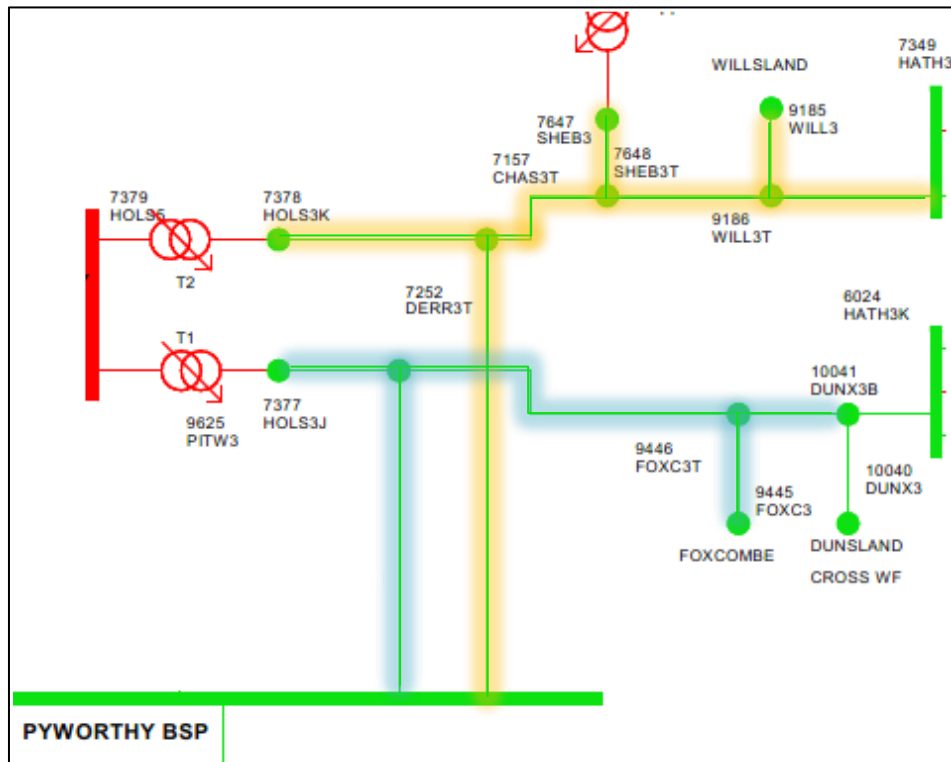 7349
HATH3
WILLSLAND
9185
WILL3
7647
SHEB3
7648
SHEB3T
7157
CHAS3T
7379
HOLS5
7378
HOLS3K
9186
WILL3T
T2
7252
DERR3T
6024
HATH3K
T1
10041
DUNX3B
7377
HOLS3J
9625
PITW3
9446
FOXC3T
10040
DUNX3
9445
FOXC3
FOXCOMBE
DUNSLAND
CROSS WF
PYWORTHY BSP